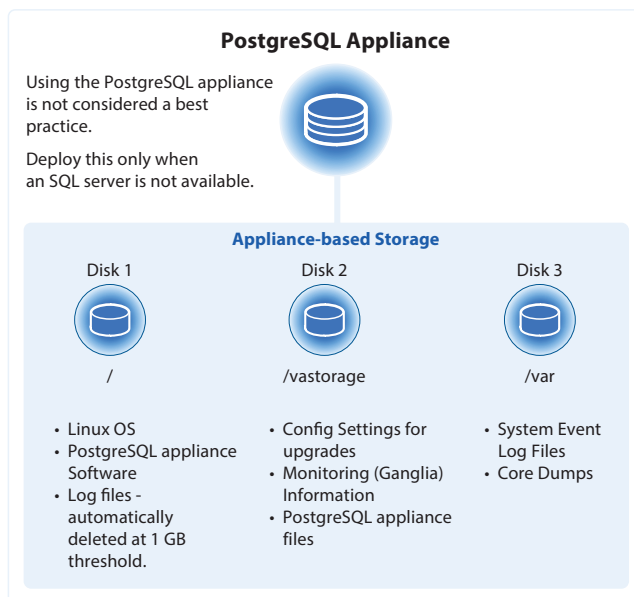 PostgreSQL Appliance
Using the PostgreSQL appliance
is not considered a best
practice.
Deploy this only when
an SQL server is not available.
Appliance-based Storage
Disk 1
Disk 2
Disk 3
/
/vastorage
/var
• Linux OS
• PostgreSQL appliance
Software
• Log files -
automatically
deleted at 1 GB
threshold.
• Config Settings for
upgrades
• Monitoring (Ganglia)
Information
• PostgreSQL appliance
files
• System Event
Log Files
• Core Dumps